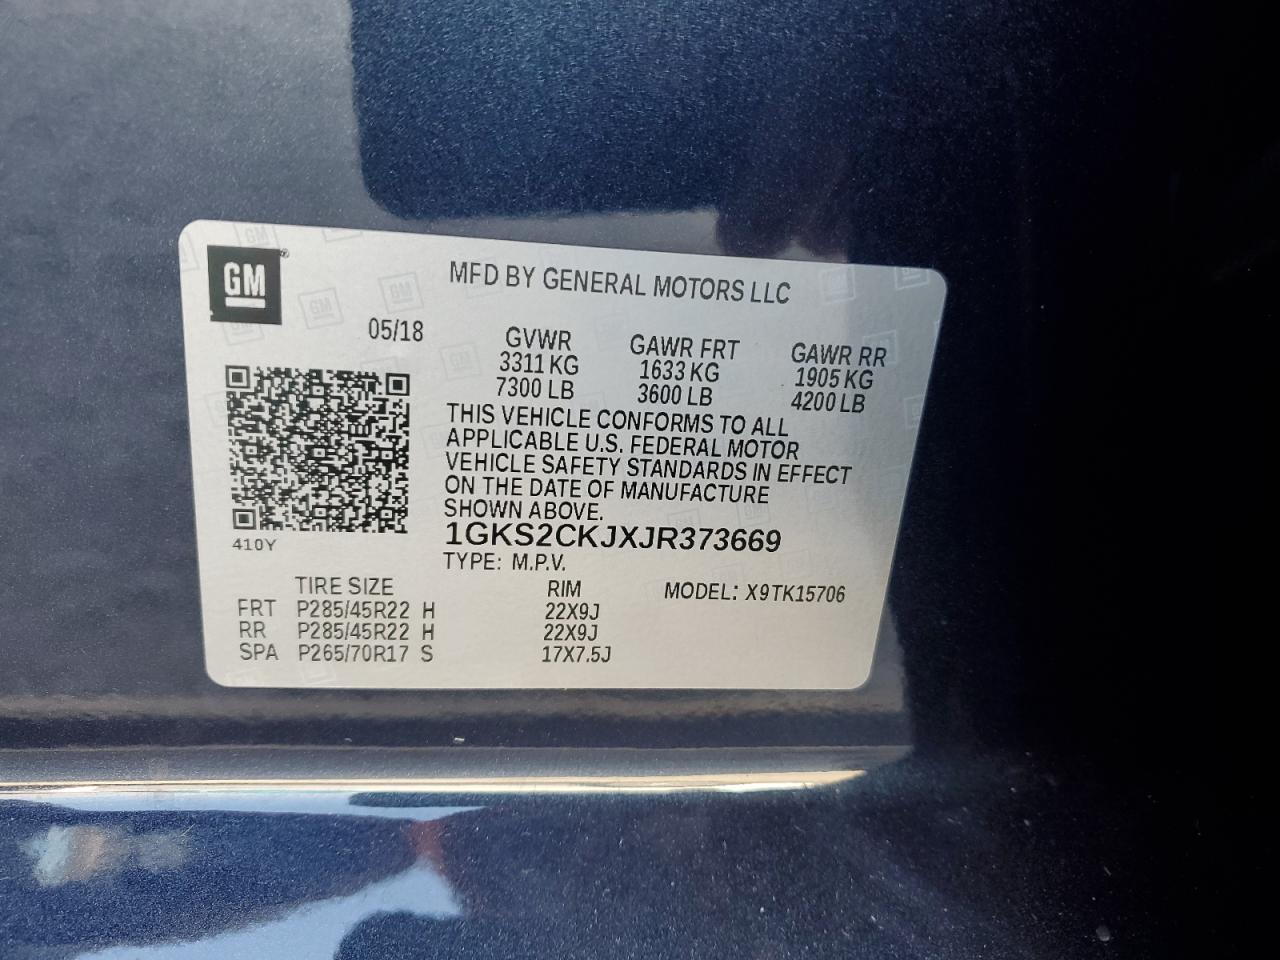 GM
MFD BY GENERAL MOTORS LLC
05/18
GVWR GAWR FRT GAWR RR
3311 KG 1633 KG 1905 KG
7300 LB 3600 LB 4200 LB
THIS VEHICLE CONFORMS TO ALL
APPLICABLE U.S. FEDERAL MOTOR
VEHICLE SAFETY STANDARDS IN EFFECT
ON THE DATE OF MANUFACTURE
SHOWN ABOVE.
1GKS2CKJXJR373669
410Y
TYPE: M.P.V.
TIRE SIZE RIM MODEL: X9TK15706
FRT P285/45R22 H 22X9J
RR P285/45R22 H 22X9J
SPA P265/70R17 S 17X7.5J